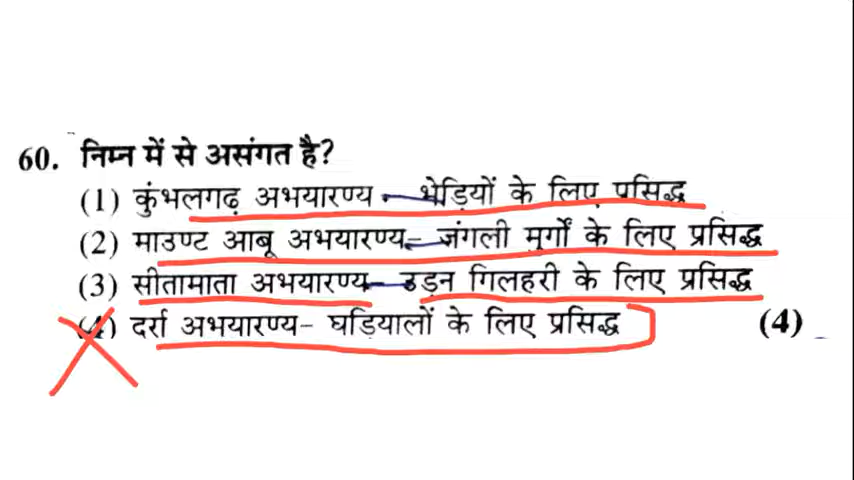 60. निम्न में से असंगत है?
(1) कुंभलगढ़ अभयारण्य - भेड़ियों के लिए प्रसिद्ध
(2) माउण्ट आबू अभयारण्य- जंगली मुर्गों के लिए प्रसिद्ध
(3) सीतामाता अभयारण्य- उड़न गिलहरी के लिए प्रसिद्ध
(4) दर्रा अभयारण्य- घड़ियालों के लिए प्रसिद्ध (4)